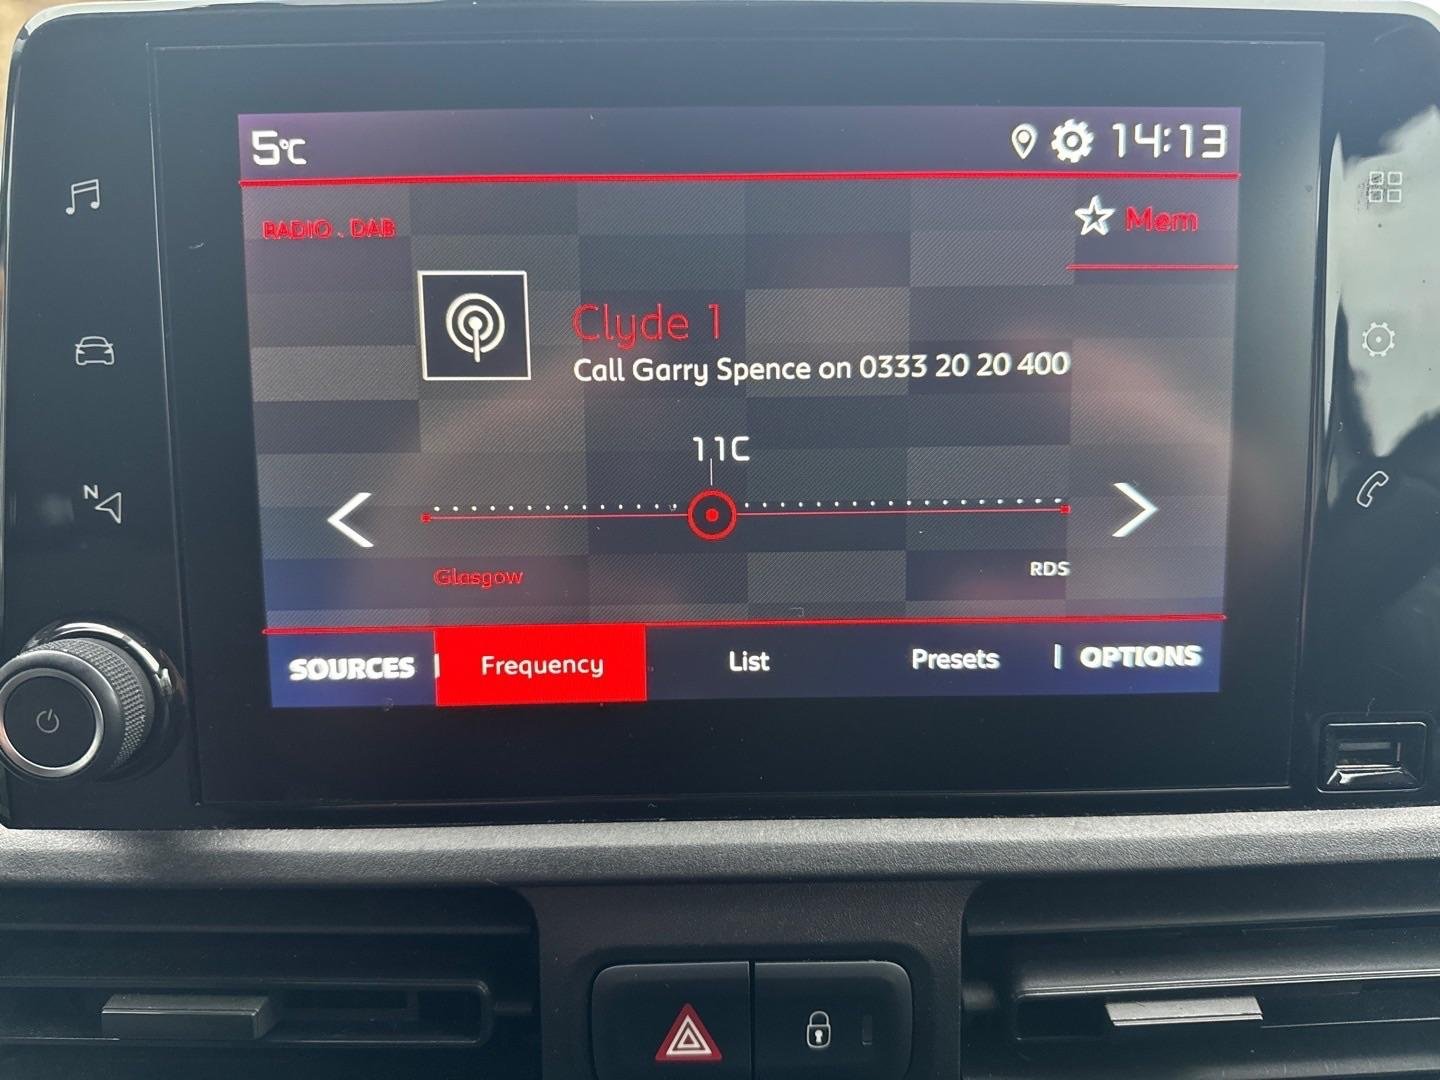 5°C 14:13
RADIO . DAB
Mem
Clyde 1
Call Garry Spence on 0333 20 20 400
11C
N
Glasgow
RDS
SOURCES Frequency List Presets OPTIONS